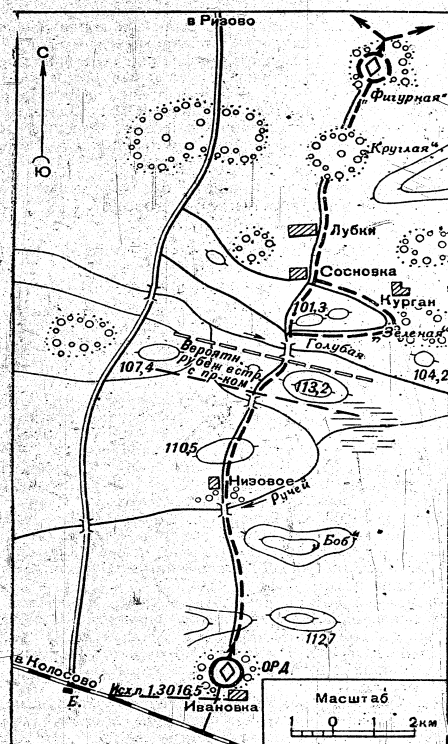 в Ризово
С
Ю
"Фигурная"
"Круглая"
Лубки
Сосновка
Курган
101,3
"Зеленая"
Голубая
Вероятн.
рубеж встр.
с пр-ком
107,4
104,2
113,2
110,5
Низовое
Ручей
"Боб"
112,7
ОРД
в Колосово
Исхп 1.30 16.5
Б.
Ивановка
Масштаб
1 0 1 2км